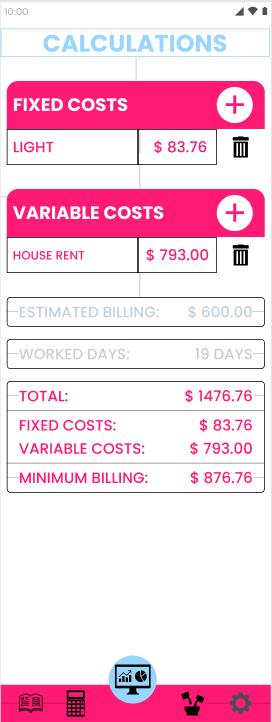 10:00
CALCULATIONS
FIXED COSTS
LIGHT $ 83.76
VARIABLE COSTS
HOUSE RENT $ 793.00
ESTIMATED BILLING: $ 600.00
WORKED DAYS: 19 DAYS
TOTAL: $ 1476.76
FIXED COSTS: $ 83.76
VARIABLE COSTS: $ 793.00
MINIMUM BILLING: $ 876.76